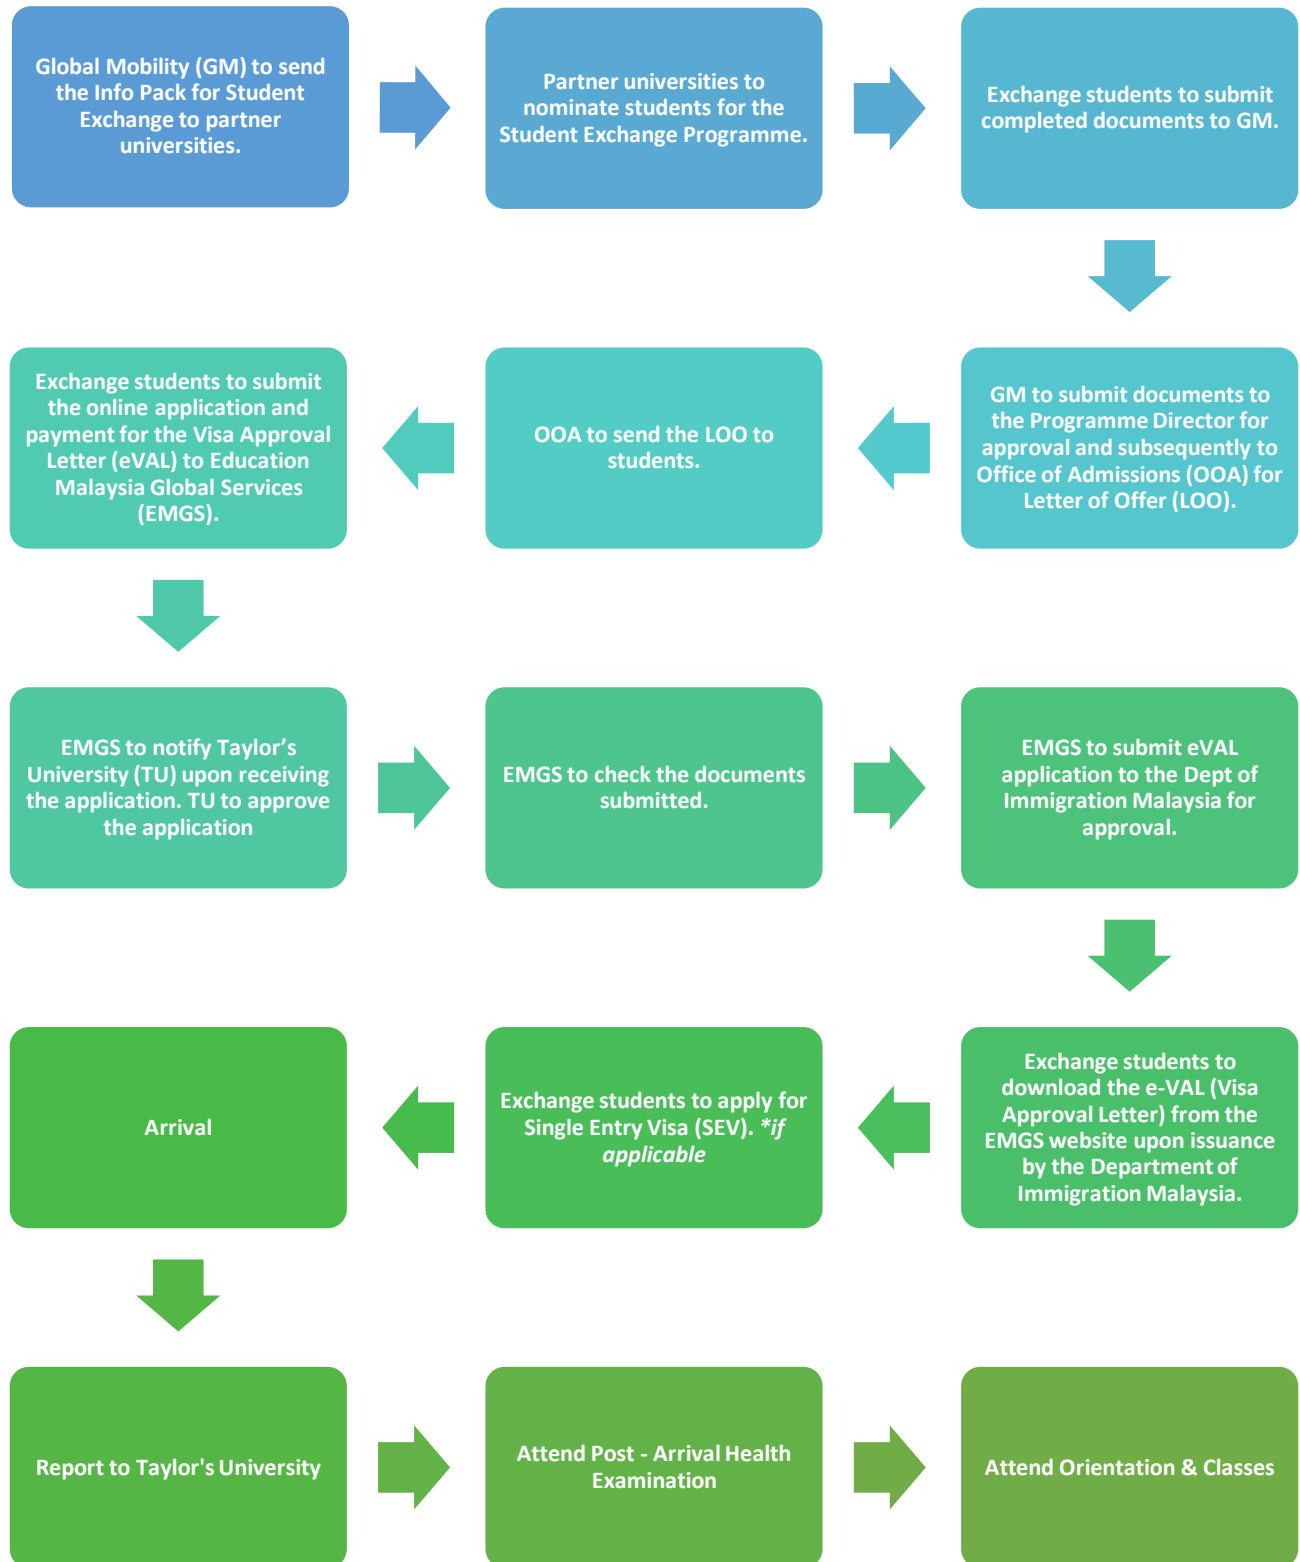 Global Mobility (GM) to send
the Info Pack for Student
Exchange to partner
universities.
Partner universities to
nominate students for the
Student Exchange Programme.
Exchange students to submit
completed documents to GM.
GM to submit documents to
the Programme Director for
approval and subsequently to
Office of Admissions (OOA) for
Letter of Offer (LOO).
OOA to send the LOO to
students.
Exchange students to submit
the online application and
payment for the Visa Approval
Letter (eVAL) to Education
Malaysia Global Services
(EMGS).
EMGS to notify Taylor’s
University (TU) upon receiving
the application. TU to approve
the application
EMGS to check the documents
submitted.
EMGS to submit eVAL
application to the Dept of
Immigration Malaysia for
approval.
Exchange students to
download the e-VAL (Visa
Approval Letter) from the
EMGS website upon issuance
by the Department of
Immigration Malaysia.
Exchange students to apply for
Single Entry Visa (SEV). *if
applicable
Arrival
Report to Taylor's University
Attend Post - Arrival Health
Examination
Attend Orientation & Classes